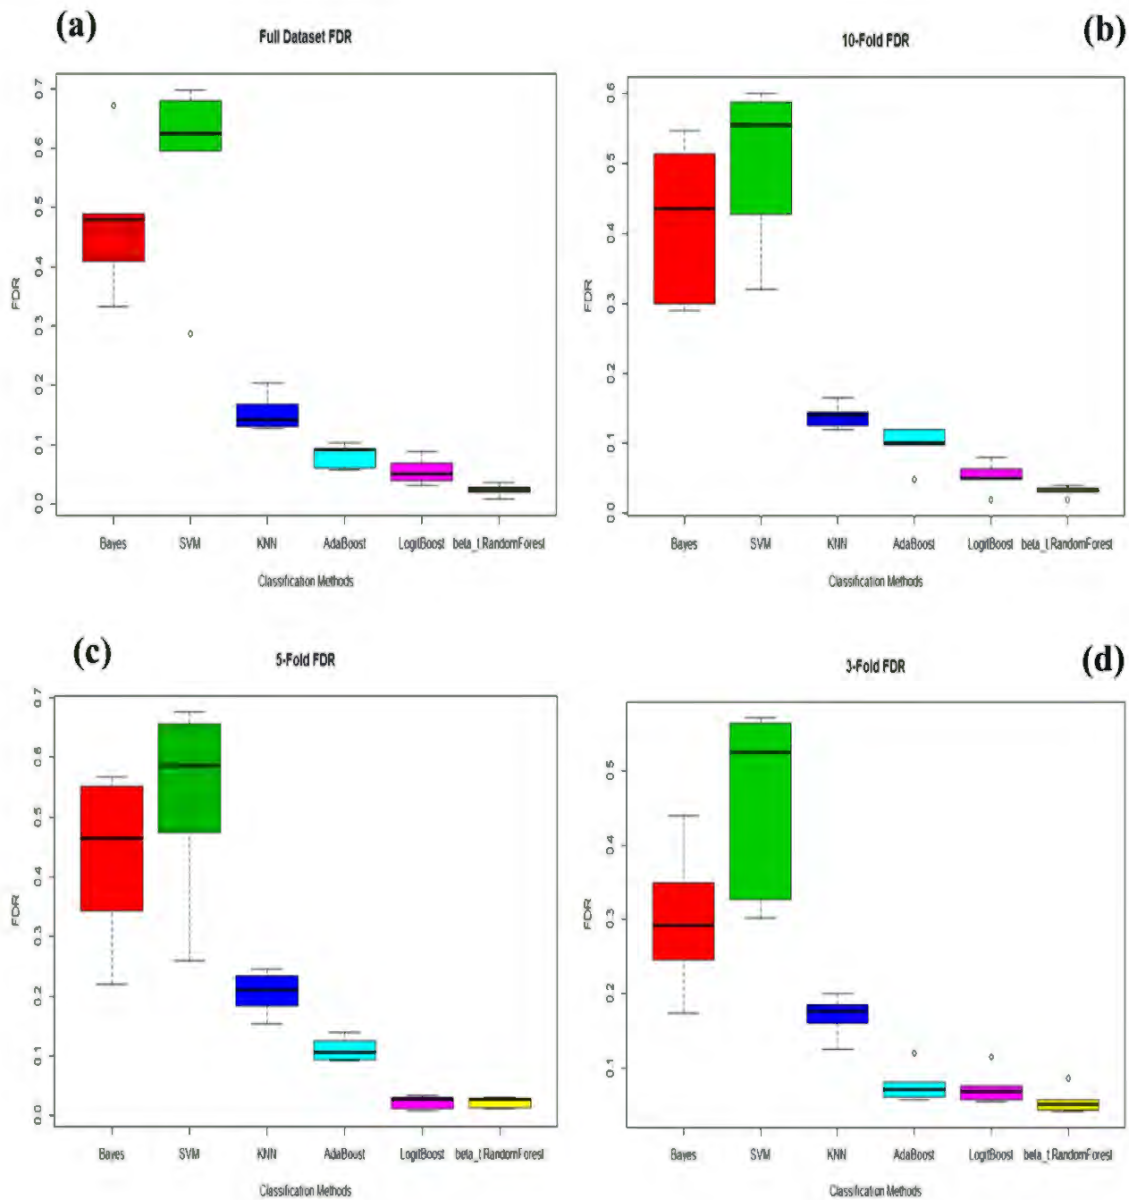 (a)
Full Dataset FDR
FDR
0.7
0.6
0.5
0.4
0.3
0.2
0.1
0.0
Bayes SVM KNN AdaBoost LogitBoost beta_t.RandomForest
Classification Methods
(b)
10-Fold FDR
FDR
0.6
0.5
0.4
0.3
0.2
0.1
0.0
Bayes SVM KNN AdaBoost LogitBoost beta_t.RandomForest
Classification Methods
(c)
5-Fold FDR
FDR
0.7
0.6
0.5
0.4
0.3
0.2
0.1
0.0
Bayes SVM KNN AdaBoost LogitBoost beta_t.RandomForest
Classification Methods
(d)
3-Fold FDR
FDR
0.5
0.4
0.3
0.2
0.1
Bayes SVM KNN AdaBoost LogitBoost beta_t.RandomForest
Classification Methods